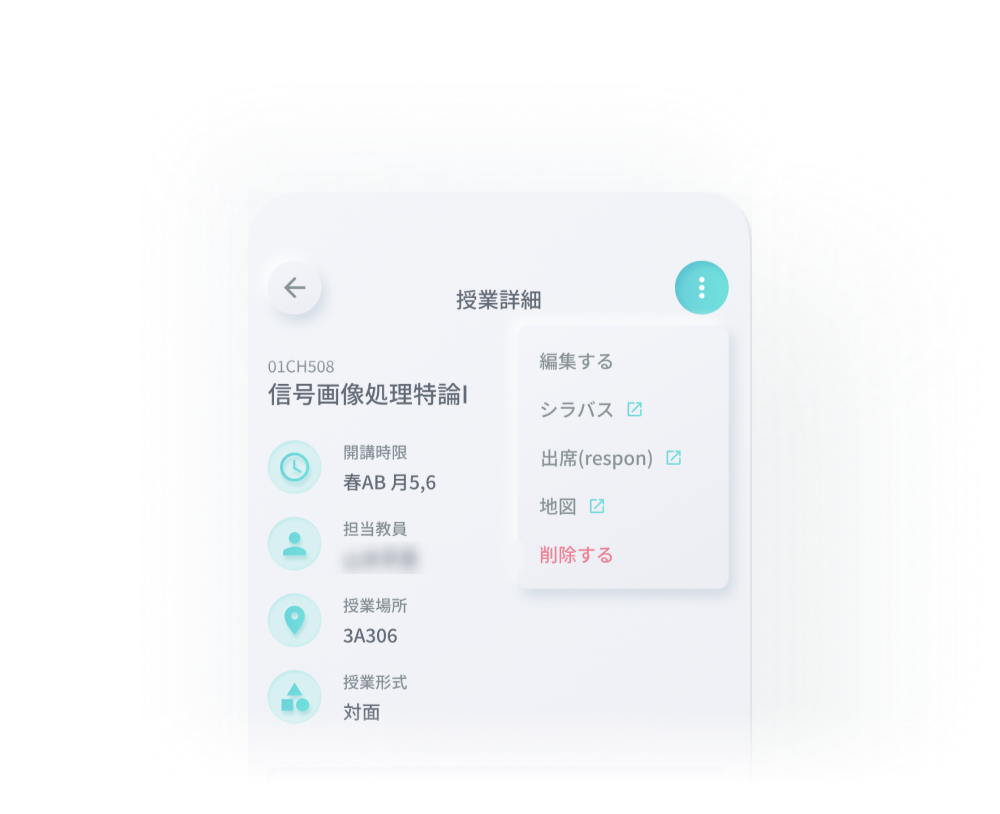 授業詳細
01CH508
信号画像処理特論I
開講時限
春AB 月5,6
担当教員
授業場所
3A306
授業形式
対面
編集する
シラバス
出席(respon)
地図
削除する